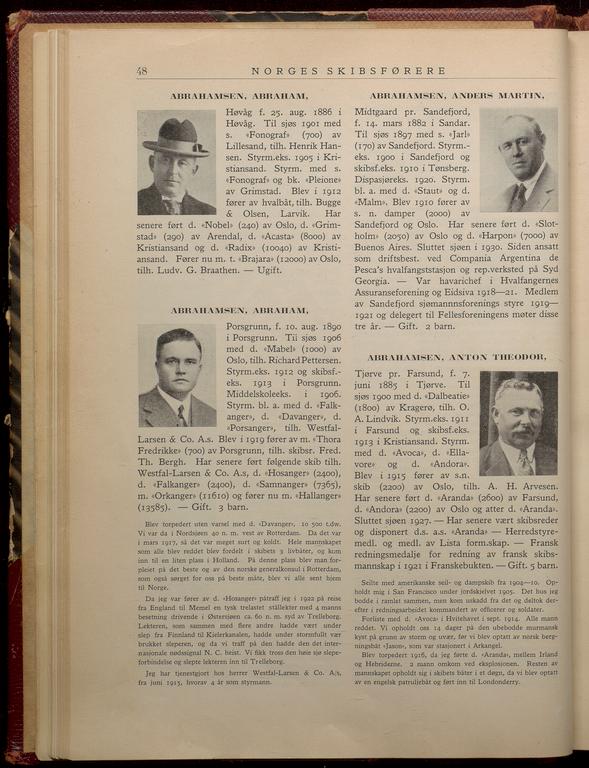 48
NORGES SKIBSFØRERE
ABRAHAMSEN, ABRAHAM,
Høvåg f. 25. aug. 1886 i
Høvåg. Til sjøs 1901 med
s. «Fonograf» (700) av
Lillesand, tilh. Henrik Han-
sen. Styrm.eks. 1905 i Kri-
stiansand. Styrm. med s.
«Fonograf» og bk. «Pleione»
av Grimstad. Blev i 1912
fører av hvalbåt, tilh. Bugge
& Olsen, Larvik. Har
senere ført d. «Nobel» (240) av Oslo, d. «Grim-
stad» (290) av Arendal, d. «Acasta» (8000) av
Kristiansand og d. «Radix» (10040) av Kristi-
ansand. Fører nu m. t. «Brajara» (12000) av Oslo,
tilh. Ludv. G. Braathen. — Ugift.
ABRAHAMSEN, ABRAHAM,
Porsgrunn, f. 10. aug. 1890
i Porsgrunn. Til sjøs 1906
med d. «Mabel» (1000) av
Oslo, tilh. Richard Pettersen.
Styrm.eks. 1912 og skibsf.-
eks. 1913 i Porsgrunn.
Middelskoleeks. i 1906.
Styrm. bl. a. med d. «Falk-
anger», d. «Davanger», d.
«Porsanger», tilh. Westfal-
Larsen & Co. A.s. Blev i 1919 fører av m. «Thora
Fredrikke» (700) av Porsgrunn, tilh. skibsr. Fred.
Th. Bergh. Har senere ført følgende skib tilh.
Westfal-Larsen & Co. A.s, d. «Hosanger» (2400),
d. «Falkanger» (2400), d. «Samnanger» (7365),
m. «Orkanger» (11610) og fører nu m. «Hallanger»
(13585). — Gift. 3 barn.
Blev torpedert uten varsel med d. «Davanger», 10 500 t.dw.
Vi var da i Nordsjøen 40 n. m. vest av Rotterdam. Da det var
i mars 1917, så det var meget surt og koldt. Hele mannskapet
som alle blev reddet blev fordelt i skibets 3 livbåter, og kum
inn til en liten plass i Holland. På denne plass blev man for-
pleiet på det beste og av den norske generalkonsul i Rotterdam,
som også sørget for oss på beste måte, blev vi alle sent hjem
til Norge.
Da jeg var fører av d. «Hosanger» påtraff jeg i 1922 på reise
fra England til Memel en tysk trelastet stållekter med 4 manns
besetning drivende i Østersjøen ca. 60 n. m. syd av Trelleborg.
Lekteren, som sammen med flere andre hadde vært under
slep fra Finnland til Kielerkanalen, hadde under stormfullt vær
brukket sleperen, og da vi traff på den hadde den det inter-
nasjonale nødssignal N. C. heist. Vi fikk tross den høie sjø slepe-
forbindelse og slepte lekteren inn til Trelleborg.
Jeg har tjenestgjort hos herrer Westfal-Larsen & Co. A/s,
fra juni 1915, hvorav 4 år som styrmann.
ABRAHAMSEN, ANDERS MARTIN,
Midtgaard pr. Sandefjord,
f. 14. mars 1882 i Sandar.
Til sjøs 1897 med s. «Jarl»
(170) av Sandefjord. Styrm.-
eks. 1900 i Sandefjord og
skibsf.eks. 1910 i Tønsberg.
Dispasjøreks. 1920. Styrm.
bl. a. med d. «Staut» og d.
«Malm». Blev 1910 fører av
s. n. damper (2000) av
Sandefjord og Oslo. Har senere ført d. «Slot-
holm» (2050) av Oslo og d. «Harpon» (7000) av
Buenos Aires. Sluttet sjøen i 1930. Siden ansatt
som driftsbest. ved Compania Argentina de
Pesca's hvalfangststasjon og rep.verksted på Syd
Georgia. — Var havarichef i Hvalfangernes
Assuranseforening og Eidsiva 1918—21. Medlem
av Sandefjord sjømannnsforenings styre 1919—
1921 og delegert til Fellesforeningens møter disse
tre år. — Gift. 2 barn.
ABRAHAMSEN, ANTON THEODOR,
Tjørve pr. Farsund, f. 7.
juni 1885 i Tjørve. Til
sjøs 1900 med d. «Dalbeatie»
(1800) av Kragerø, tilh. O.
A. Lindvik. Styrm.eks. 1911
i Farsund og skibsf.eks.
1913 i Kristiansand. Styrm.
med d. «Avoca», d. «Ella-
vore» og d. «Andora».
Blev i 1915 fører av s.n.
skib (2200) av Oslo, tilh. A. H. Arvesen.
Har senere ført d. «Aranda» (2600) av Farsund,
d. «Andora» (2200) av Oslo og atter d. «Aranda».
Sluttet sjøen 1927. — Har senere vært skibsreder
og disponert d.s. a.s. «Aranda» — Herredstyre-
medl. og medl. av Lista form.skap. — Fransk
redningsmedalje for redning av fransk skibs-
mannskap i 1921 i Franskebukten. — Gift. 5 barn.
Seilte med amerikanske seil- og dampskib fra 1904—10. Op-
holdt mig i San Francisco under jordskjelvet 1905. Det hus jeg
bodde i ramlet sammen, men kom uskadd fra det og deltok der-
efter i redningsarbeidet kommandert av officerer og soldater.
Forliste med d. «Avoca» i Hvitehavet i sept. 1914. Alle mann
reddet. Vi opholdt oss 14 dager på den ubebodde murmansk
kyst på grunn av storm og uvær, før vi blev optatt av norsk berg-
ningsbåt «Jason», som var stasjonert i Arkangel.
Blev torpedert 1916, da jeg førte d. «Aranda», mellem Irland
og Hebriderne. 2 mann omkom ved eksplosjonen. Resten av
mannskapet opholdt sig i skibets båter i et døgn, da vi blev optatt
av en engelsk patruljebåt og ført inn til Londonderry.